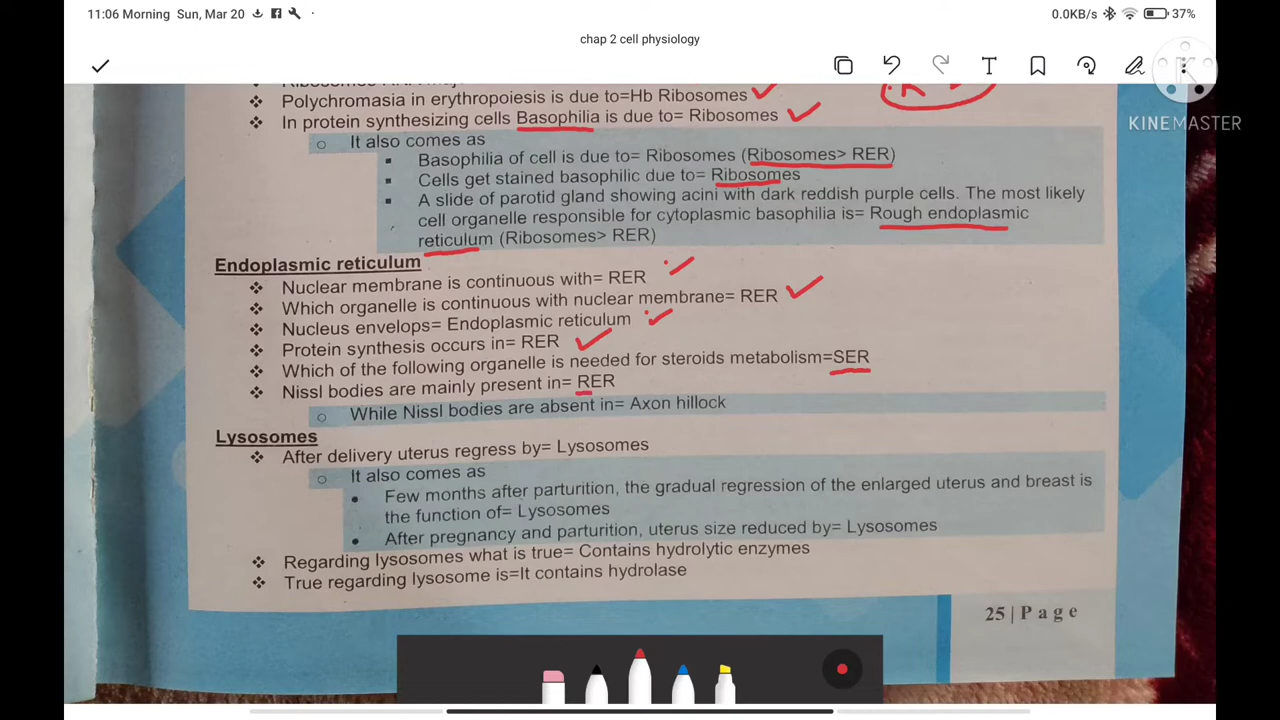 11:06 Morning Sun, Mar 20
0.0KB/s 37%
chap 2 cell physiology
KINEMASTER
Polychromasia in erythropoiesis is due to=Hb Ribosomes
In protein synthesizing cells Basophilia is due to= Ribosomes
It also comes as
Basophilia of cell is due to= Ribosomes (Ribosomes> RER)
Cells get stained basophilic due to= Ribosomes
A slide of parotid gland showing acini with dark reddish purple cells. The most likely
cell organelle responsible for cytoplasmic basophilia is= Rough endoplasmic
reticulum (Ribosomes> RER)
Endoplasmic reticulum
Nuclear membrane is continuous with= RER
Which organelle is continuous with nuclear membrane= RER
Nucleus envelops= Endoplasmic reticulum
Protein synthesis occurs in= RER
Which of the following organelle is needed for steroids metabolism=SER
Nissl bodies are mainly present in= RER
While Nissl bodies are absent in= Axon hillock
Lysosomes
After delivery uterus regress by= Lysosomes
It also comes as
Few months after parturition, the gradual regression of the enlarged uterus and breast is
the function of= Lysosomes
After pregnancy and parturition, uterus size reduced by= Lysosomes
Regarding lysosomes what is true= Contains hydrolytic enzymes
True regarding lysosome is=It contains hydrolase
25 | Page